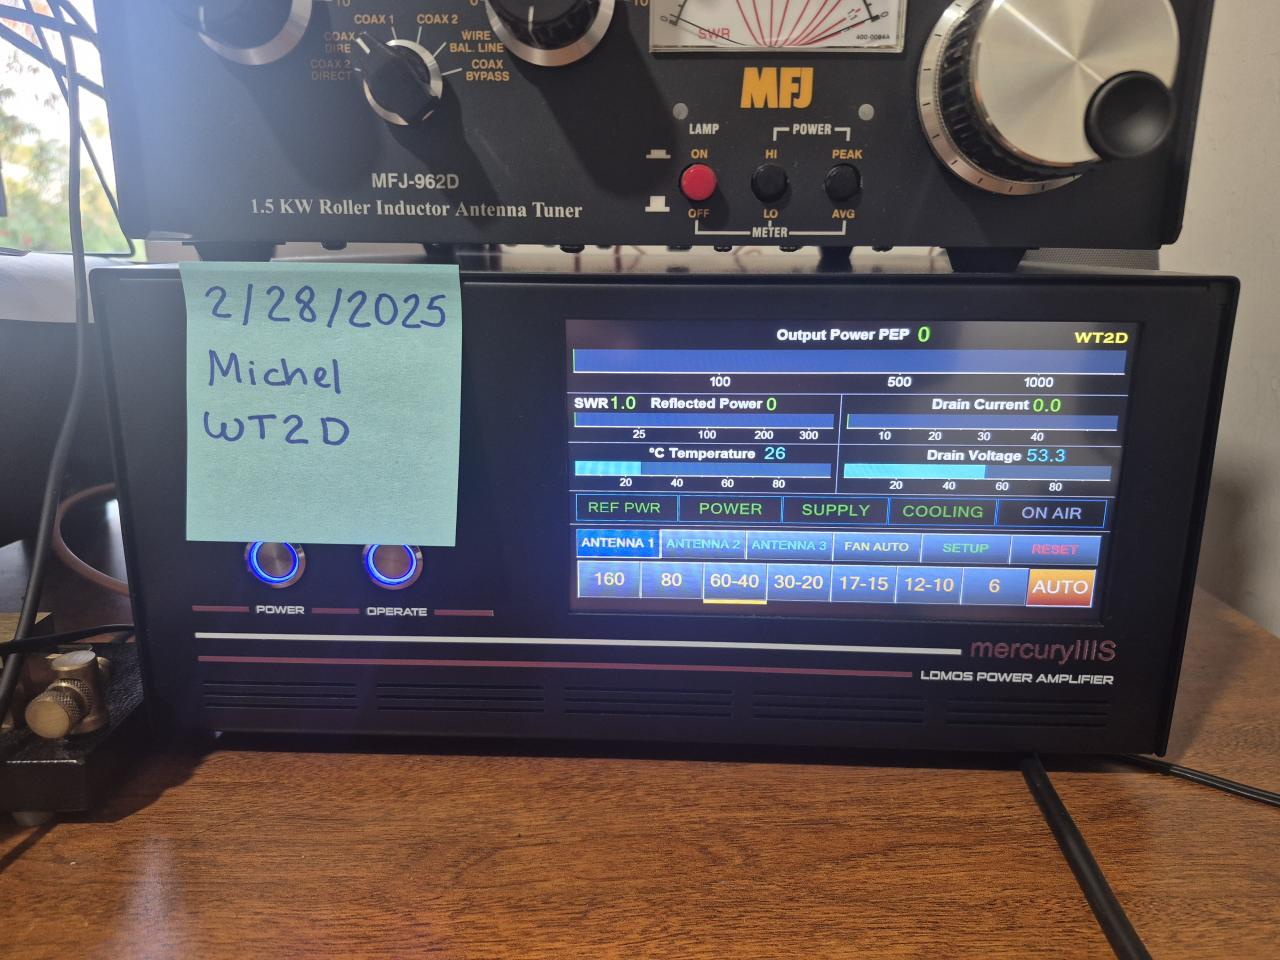 10
0
10
COAX 1
COAX 2
COAX
DIRE
WIRE
BAL. LINE
COAX 2
DIRECT
COAX
BYPASS
SWR
400-0084A
MFJ
LAMP
POWER
ON
HI
PEAK
OFF
LO
AVG
METER
MFJ-962D
1.5 KW Roller Inductor Antenna Tuner
2/28/2025
Michel
WT2D
Output Power PEP 0
WT2D
100 500 1000
SWR 1.0 Reflected Power 0
Drain Current 0.0
25 100 200 300
10 20 30 40
°C Temperature 26
Drain Voltage 53.3
20 40 60 80
20 40 60 80
REF PWR POWER SUPPLY COOLING ON AIR
ANTENNA 1 ANTENNA 2 ANTENNA 3 FAN AUTO SETUP RESET
160 80 60-40 30-20 17-15 12-10 6 AUTO
POWER OPERATE
mercuryIIIS
LDMOS POWER AMPLIFIER